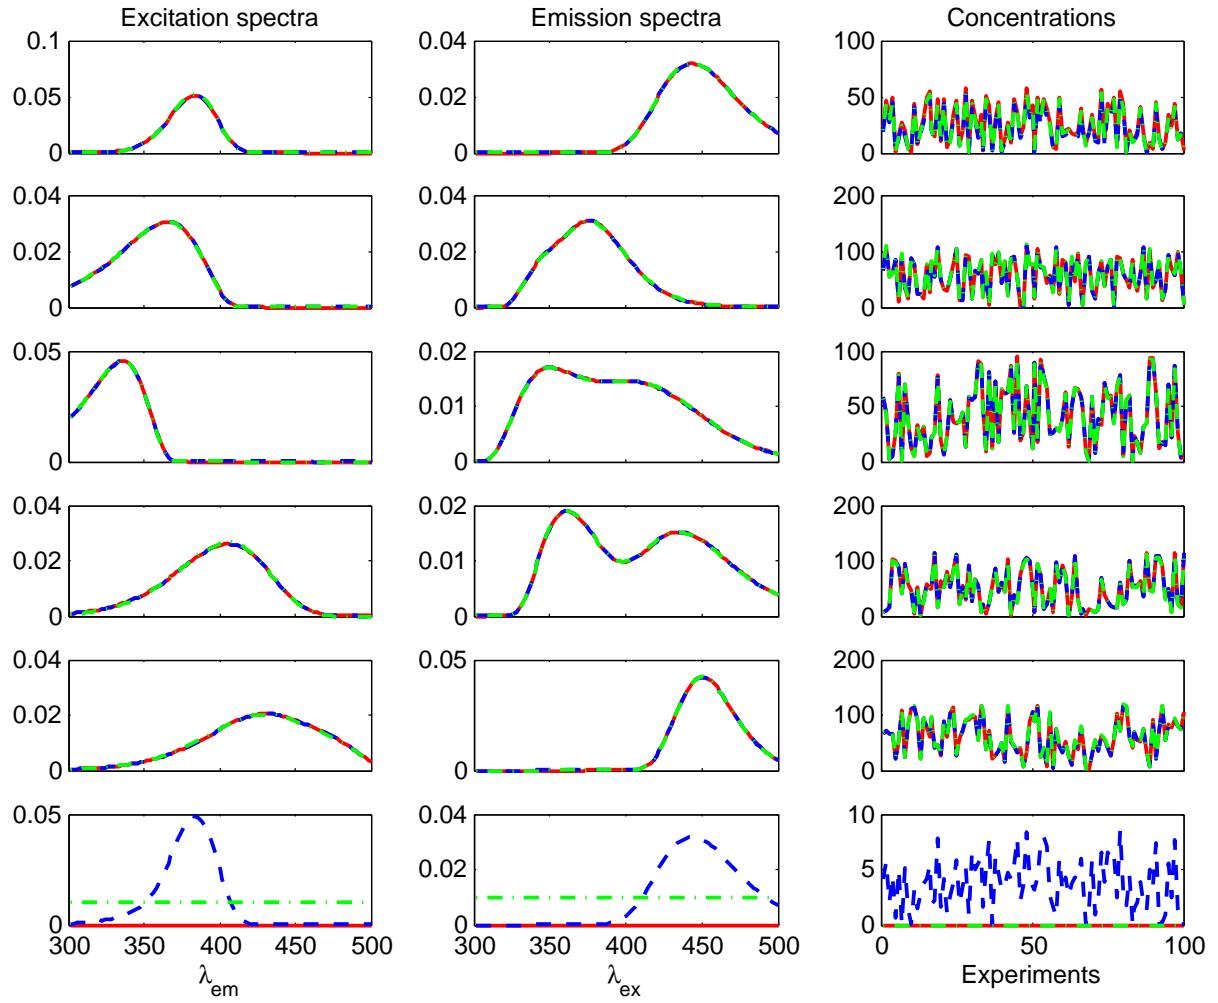 Excitation spectra Emission spectra Concentrations
0.1 0.04 100
0.05 0.02 50
0 0 0
0.04 0.04 200
0.02 0.02 100
0 0 0
0.05 0.02 100
0.01 50
0 0 0
0.04 0.02 200
0.02 0.01 100
0 0 0
0.04 0.05 200
0.02 100
0 0 0
0.05 0.04 10
0.02 5
0 0 0
300 350 400 450 500 300 350 400 450 500 0 50 100
λem λex Experiments